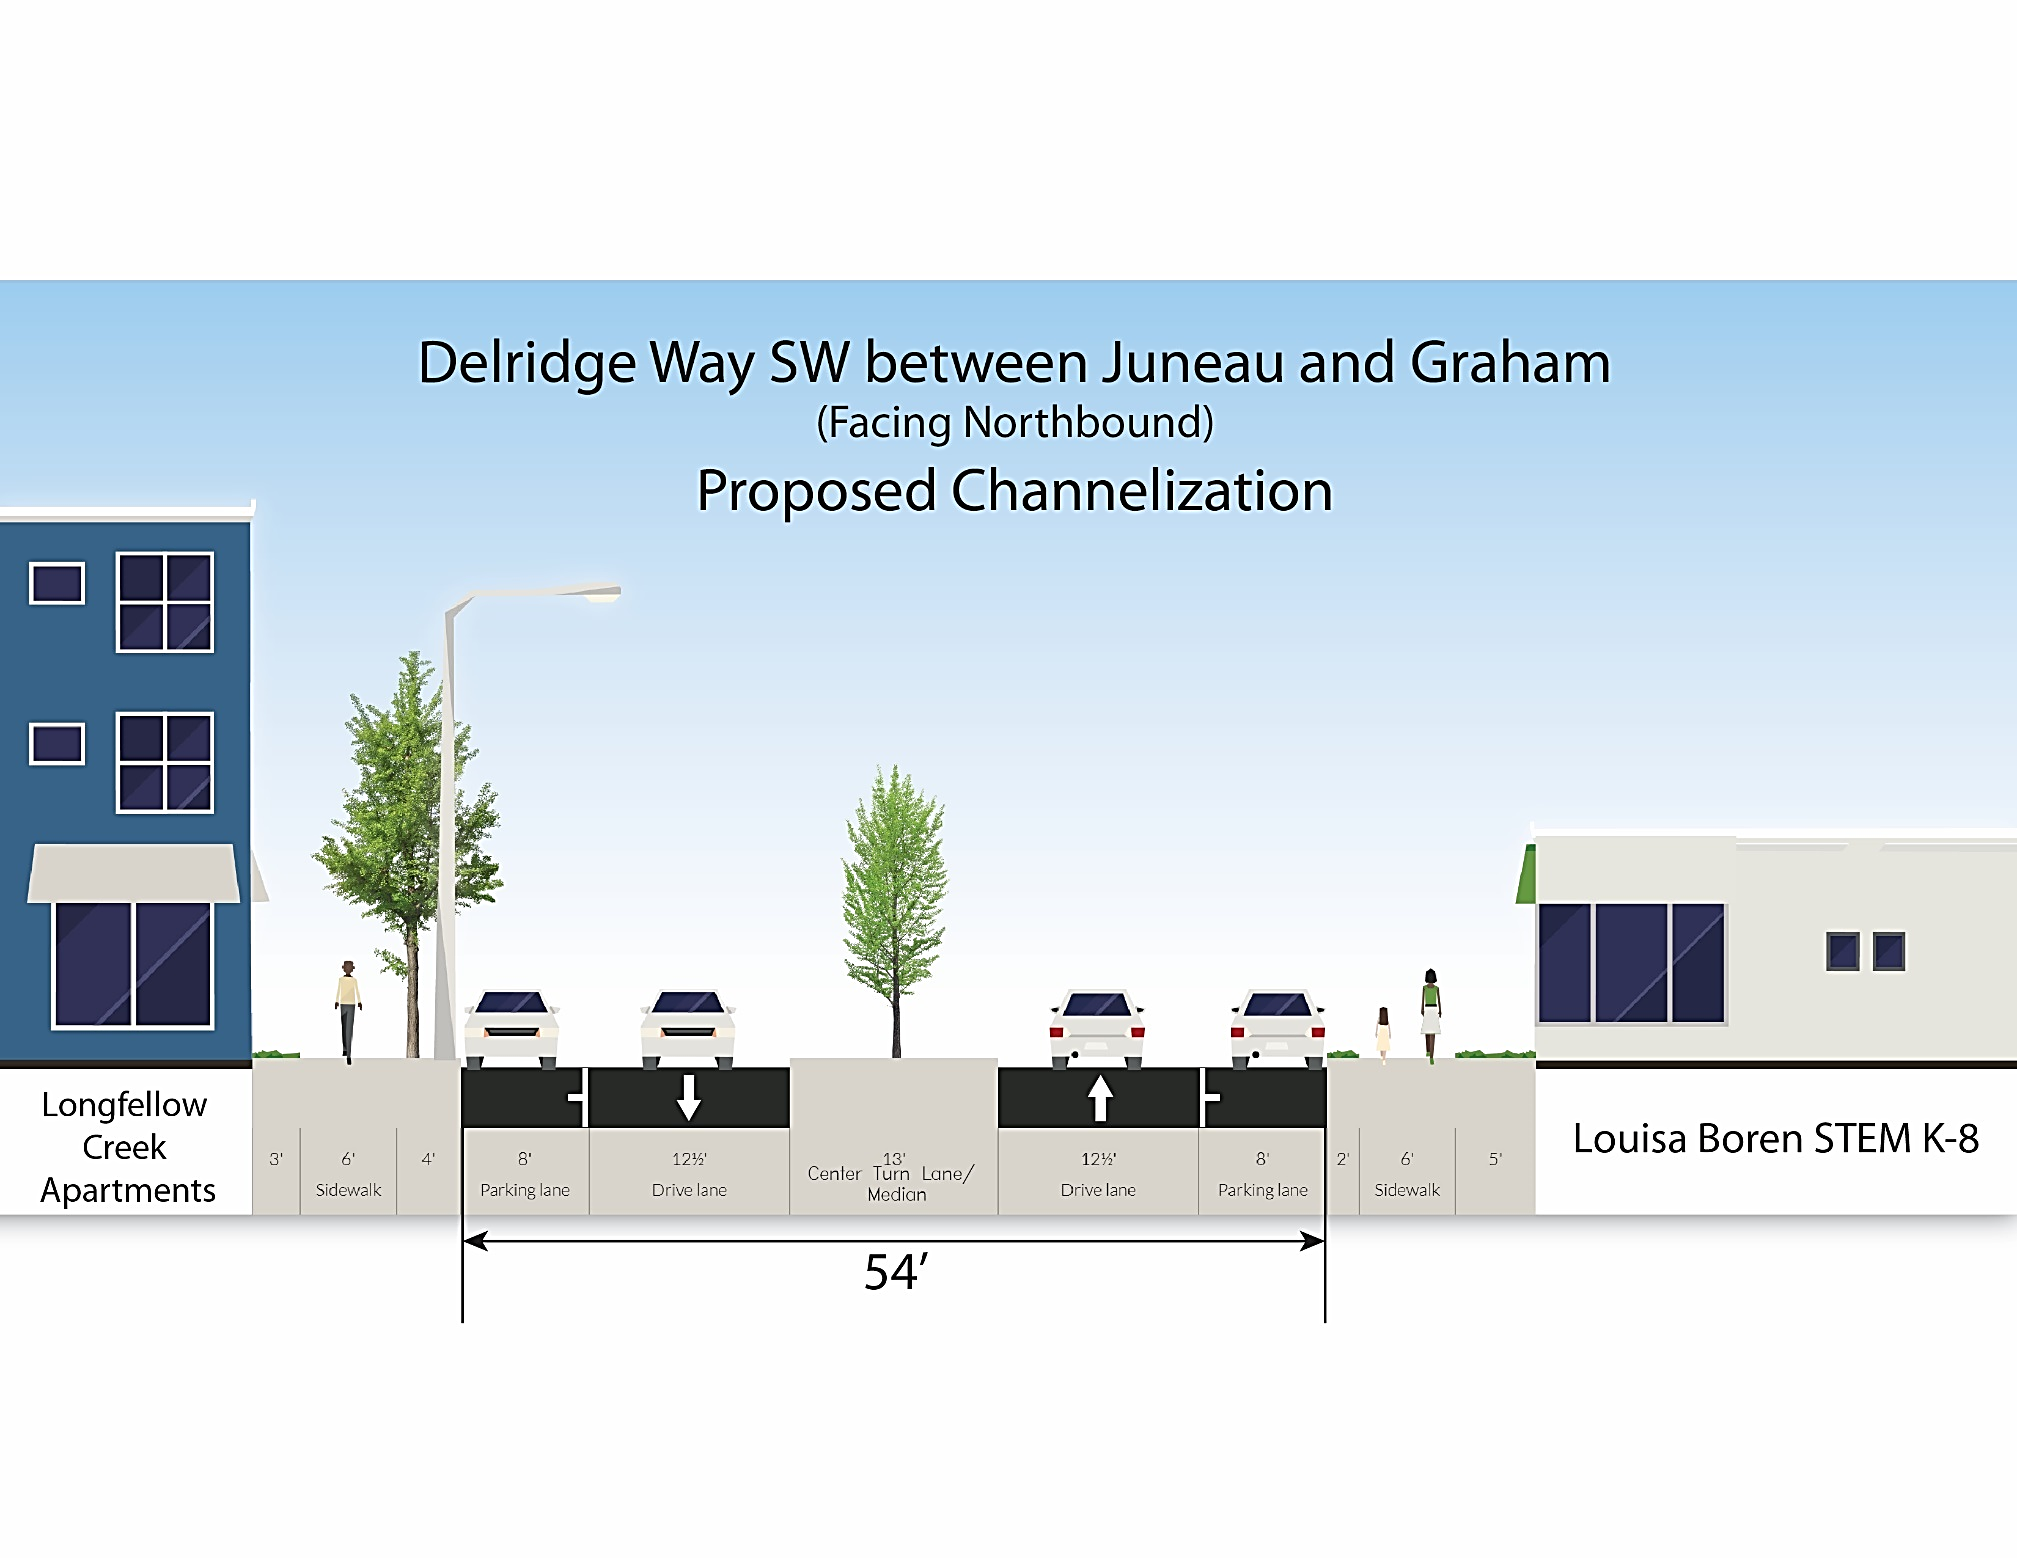 Delridge Way SW between Juneau and Graham
(Facing Northbound)
Proposed Channelization
Longfellow
Creek
Apartments
Louisa Boren STEM K-8
3' 6' 4' 8' 12½' 13' 12½' 8' 2' 6' 5'
Center Turn Lane/
Median
Sidewalk Parking lane Drive lane Drive lane Parking lane Sidewalk
54’